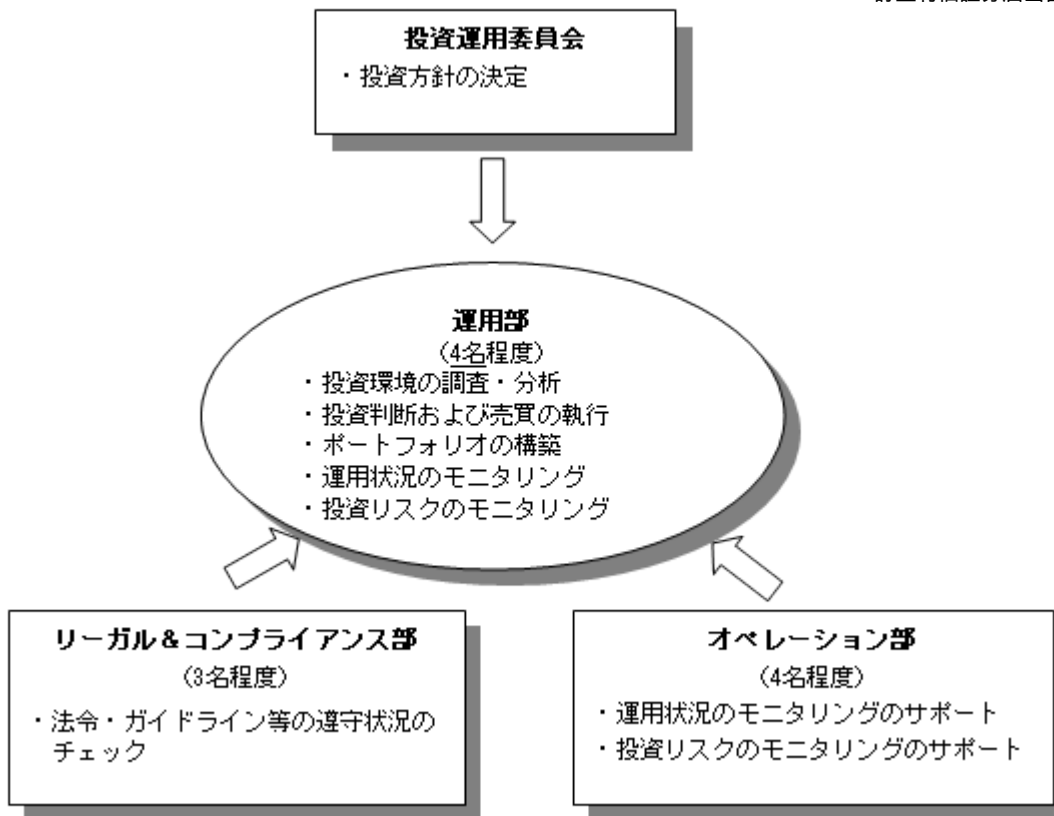 投資運用委員会
・投資方針の決定
運用部
（4名程度）
・投資環境の調査・分析
・投資判断および売買の執行
・ポートフォリオの構築
・運用状況のモニタリング
・投資リスクのモニタリング
リーガル＆コンプライアンス部
（3名程度）
・法令・ガイドライン等の遵守状況の
チェック
オペレーション部
（4名程度）
・運用状況のモニタリングのサポート
・投資リスクのモニタリングのサポート